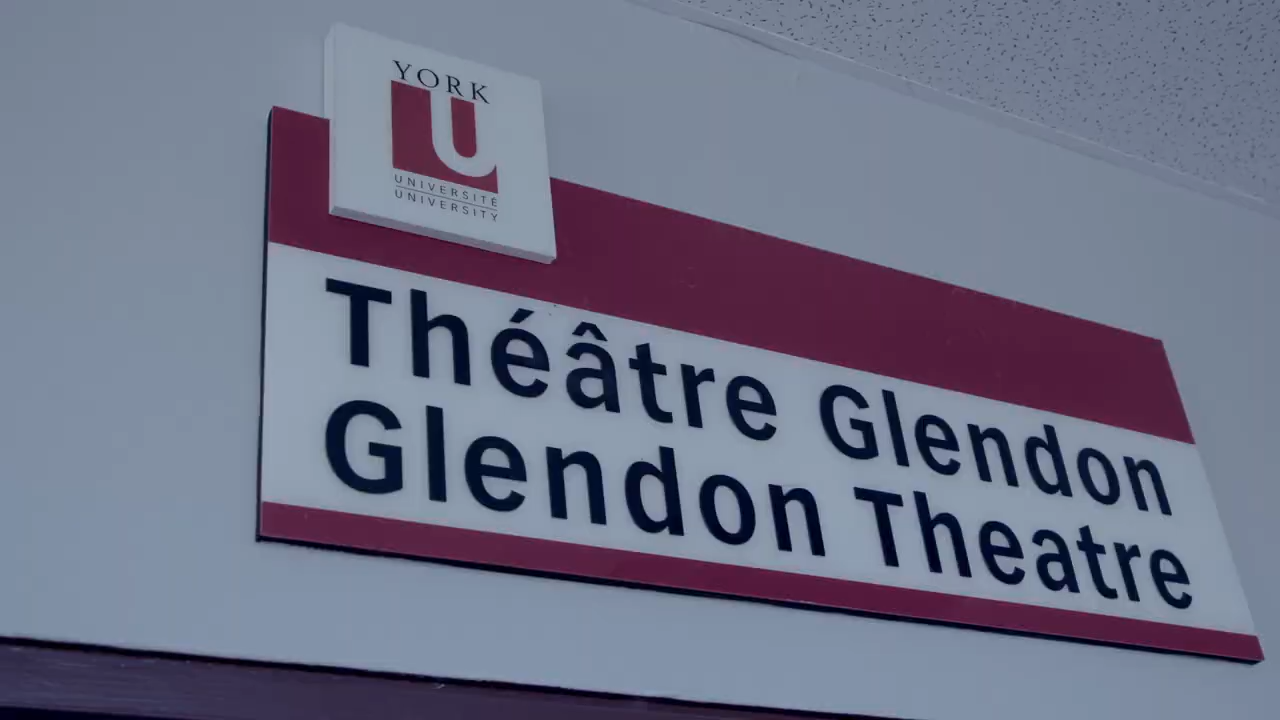 YORK
U
UNIVERSITÉ
UNIVERSITY
Théâtre Glendon
Glendon Theatre